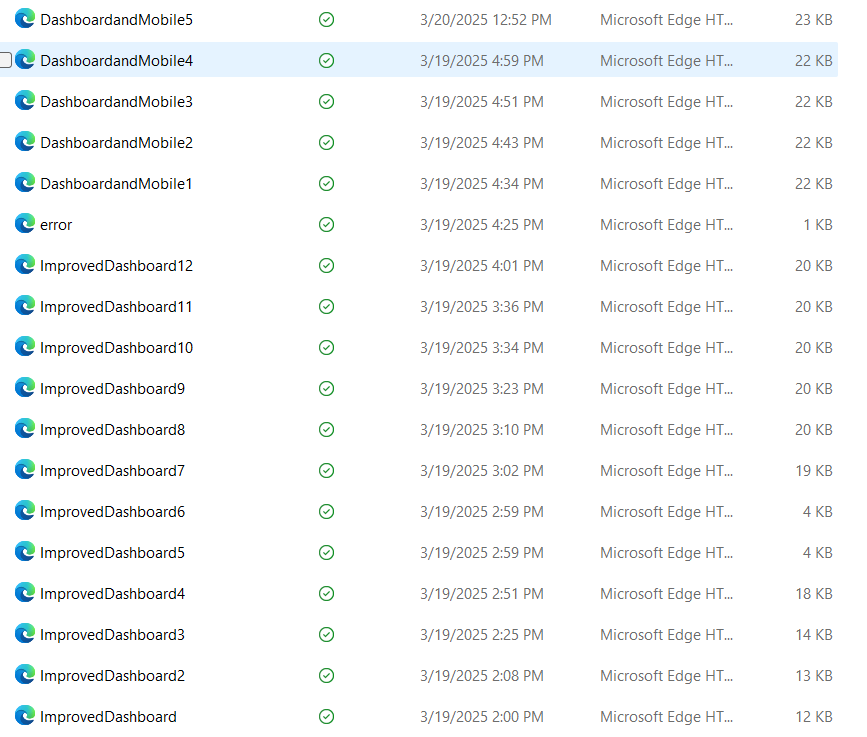 DashboardandMobile5 3/20/2025 12:52 PM Microsoft Edge HT... 23 KB
DashboardandMobile4 3/19/2025 4:59 PM Microsoft Edge HT... 22 KB
DashboardandMobile3 3/19/2025 4:51 PM Microsoft Edge HT... 22 KB
DashboardandMobile2 3/19/2025 4:43 PM Microsoft Edge HT... 22 KB
DashboardandMobile1 3/19/2025 4:34 PM Microsoft Edge HT... 22 KB
error 3/19/2025 4:25 PM Microsoft Edge HT... 1 KB
ImprovedDashboard12 3/19/2025 4:01 PM Microsoft Edge HT... 20 KB
ImprovedDashboard11 3/19/2025 3:36 PM Microsoft Edge HT... 20 KB
ImprovedDashboard10 3/19/2025 3:34 PM Microsoft Edge HT... 20 KB
ImprovedDashboard9 3/19/2025 3:23 PM Microsoft Edge HT... 20 KB
ImprovedDashboard8 3/19/2025 3:10 PM Microsoft Edge HT... 20 KB
ImprovedDashboard7 3/19/2025 3:02 PM Microsoft Edge HT... 19 KB
ImprovedDashboard6 3/19/2025 2:59 PM Microsoft Edge HT... 4 KB
ImprovedDashboard5 3/19/2025 2:59 PM Microsoft Edge HT... 4 KB
ImprovedDashboard4 3/19/2025 2:51 PM Microsoft Edge HT... 18 KB
ImprovedDashboard3 3/19/2025 2:25 PM Microsoft Edge HT... 14 KB
ImprovedDashboard2 3/19/2025 2:08 PM Microsoft Edge HT... 13 KB
ImprovedDashboard 3/19/2025 2:00 PM Microsoft Edge HT... 12 KB